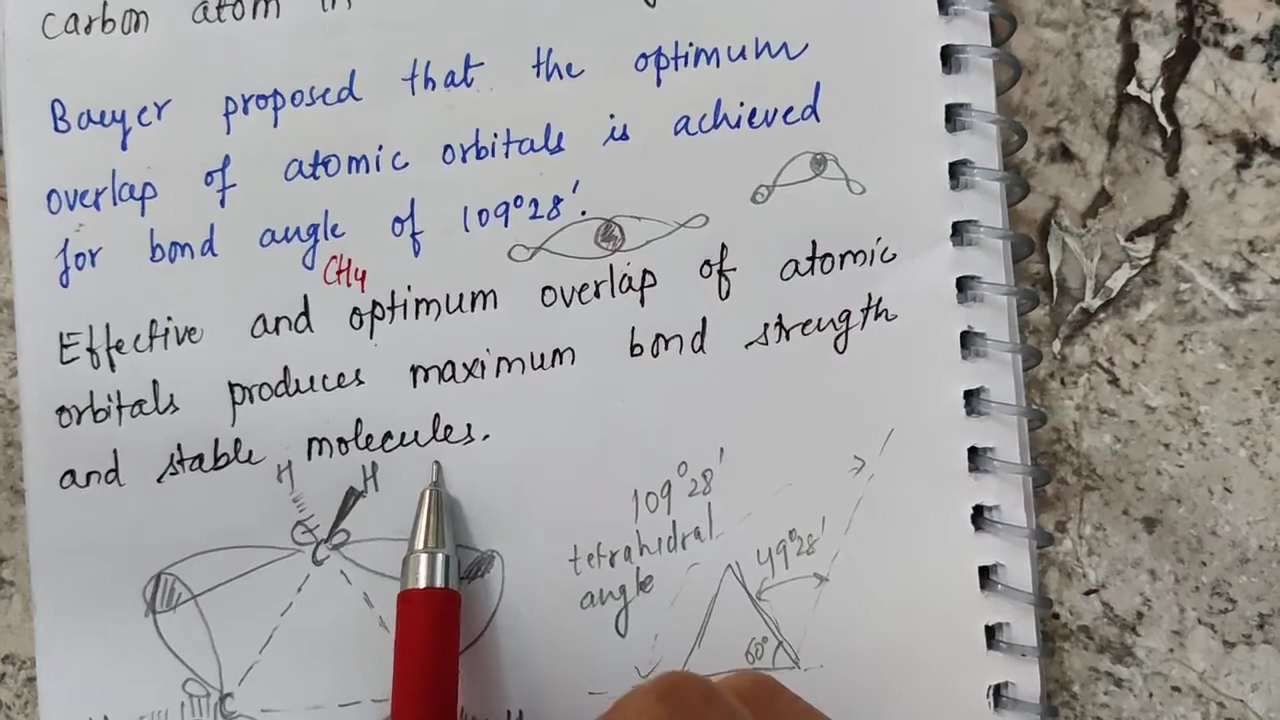 carbon atom in
Baeyer proposed that the optimum
overlap of atomic orbitals is achieved
for bond angle of 109°28'.
CH4
Effective and optimum overlap of atomic
orbitals produces maximum bond strength
and stable molecules.
H H
C
C
109°28'
tetrahidral
angle
49°28'
60°